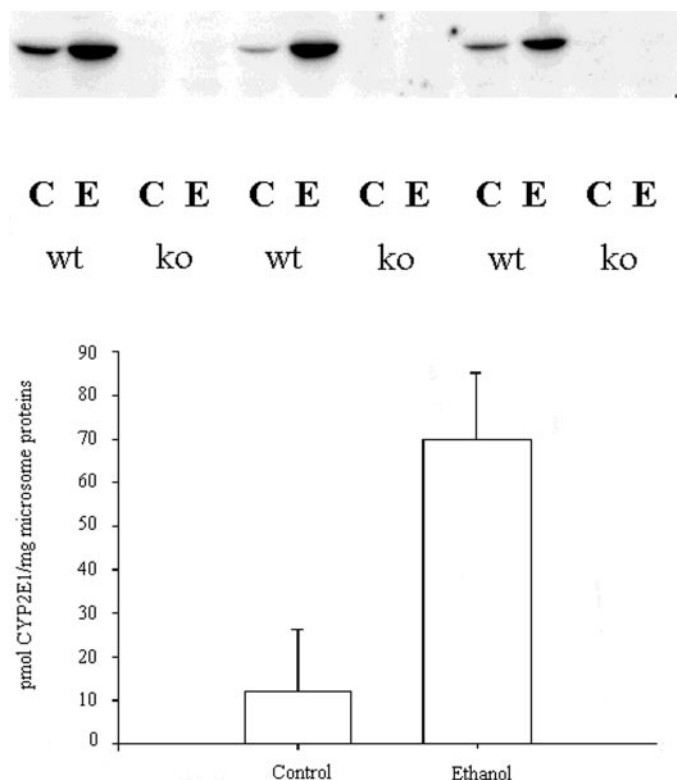 C E C E C E C E C E C E
wt ko wt ko wt ko
90
80
70
60
50
40
30
20
10
0
pmol CYP2E1/mg microsome proteins
Control Ethanol